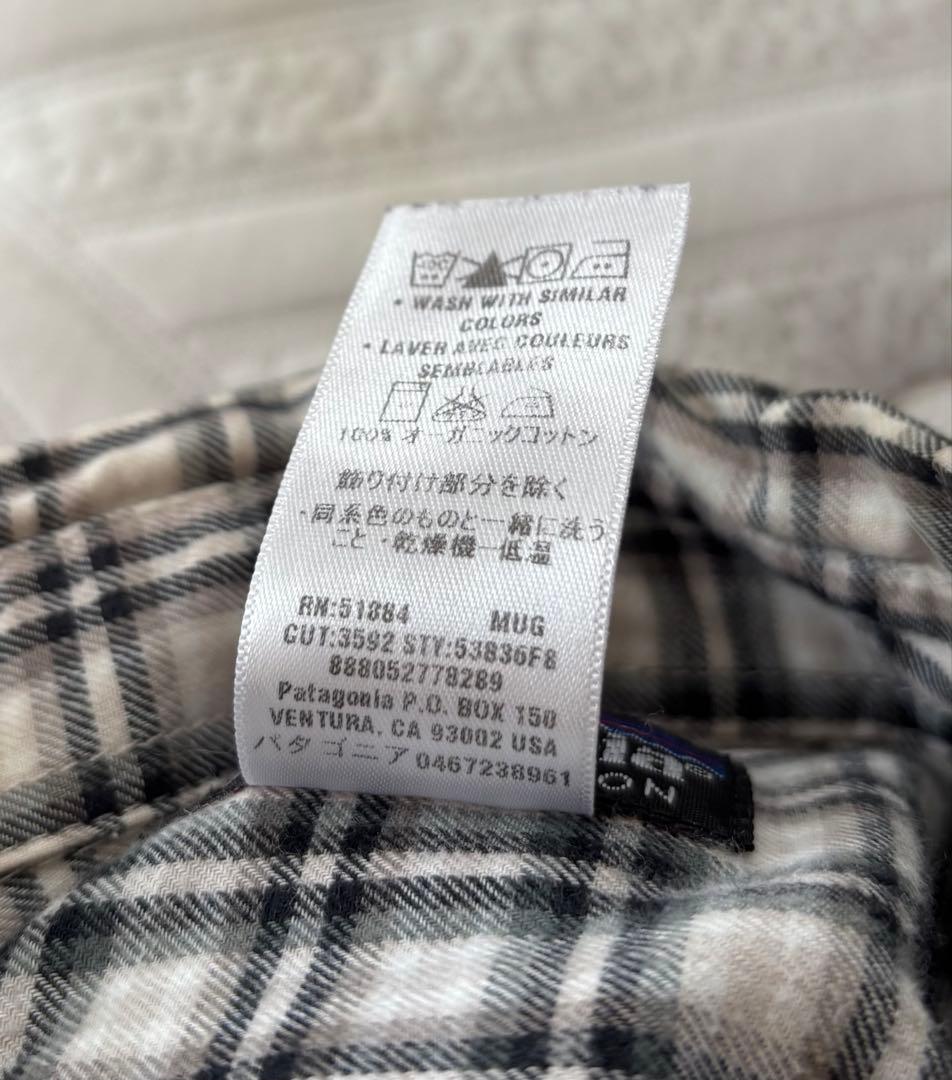 • WASH WITH SIMILAR
COLORS
• LAVER AVEC COULEURS
SEMBLABLES
100% オーガニックコットン
飾り付け部分を除く
・同系色のものと一緒に洗う
こと・乾燥機―低温
RN:51884 MUG
CUT:3592 STY:53836F8
888052778289
Patagonia P.O. BOX 150
VENTURA, CA 93002 USA
パタゴニア 0467238961